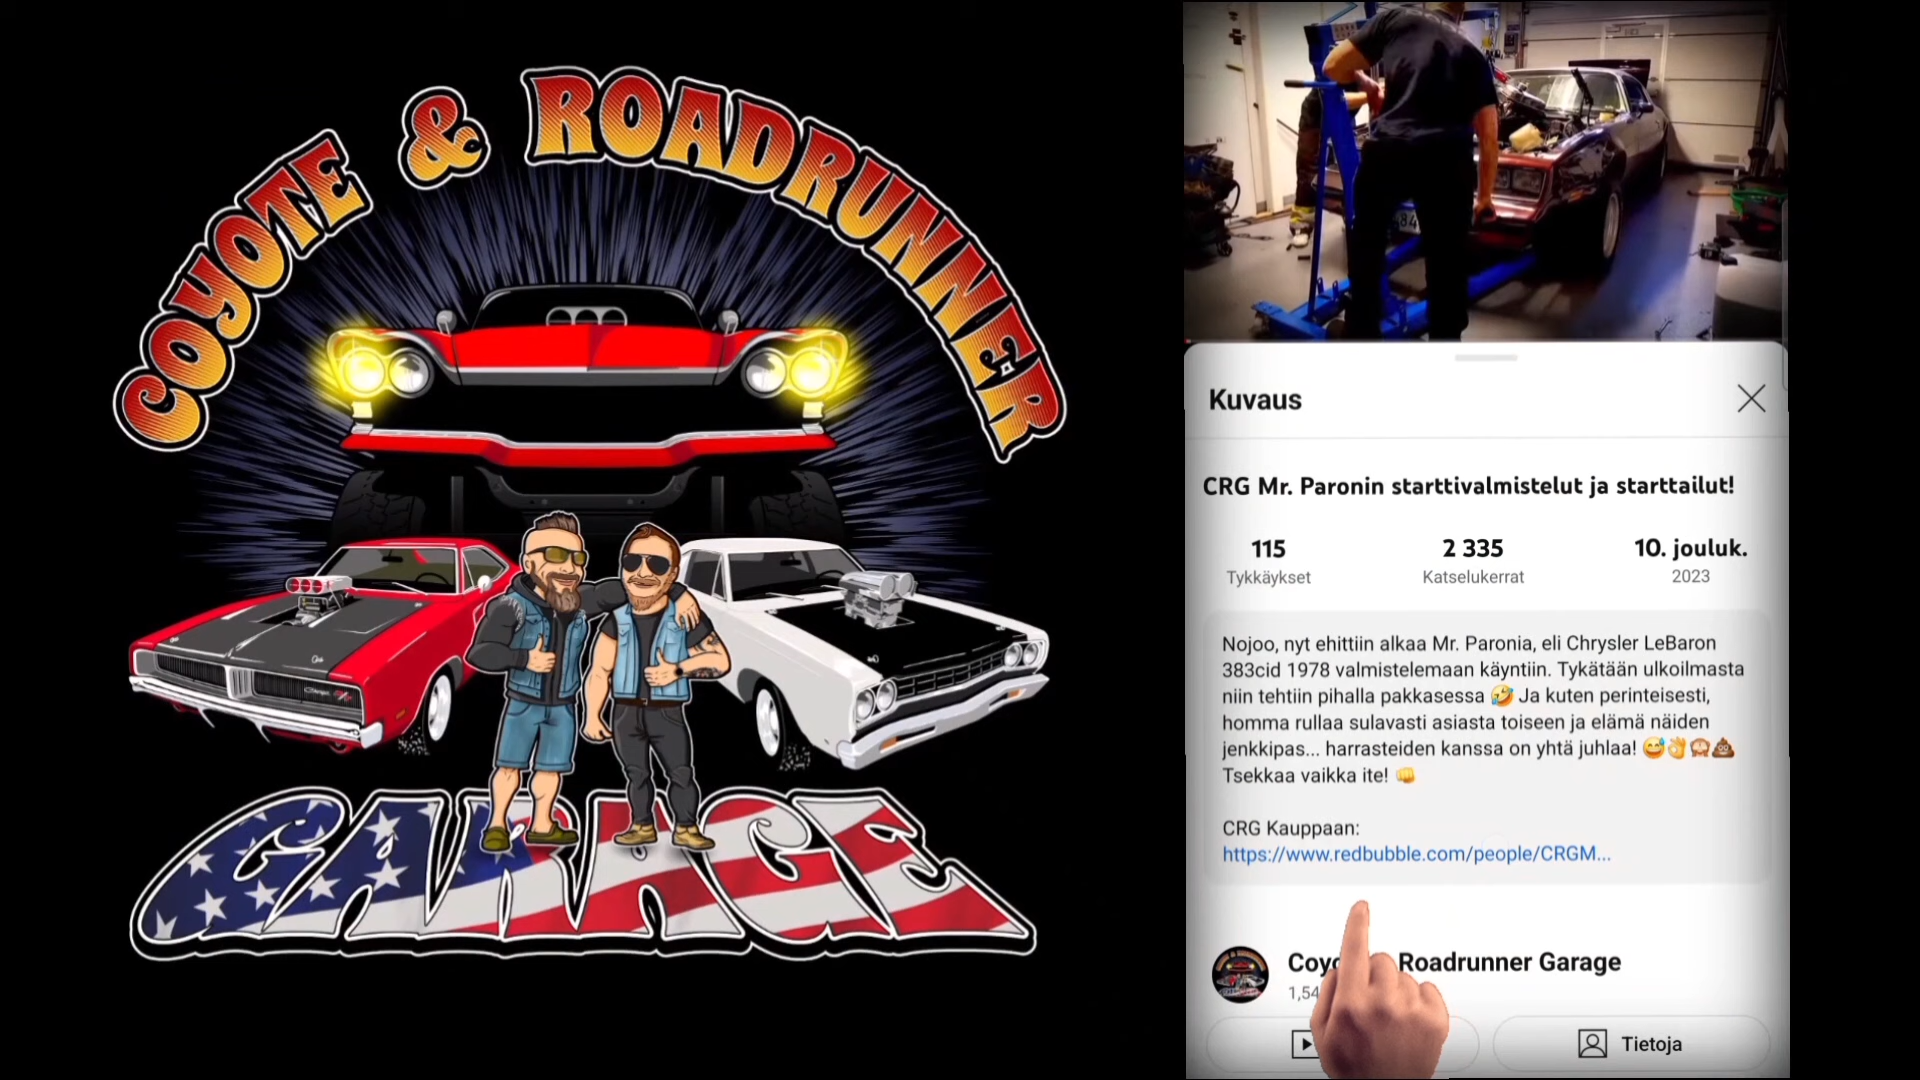 COYOTE & ROADRUNNER
GARAGE
Kuvaus
CRG Mr. Paronin starttivalmistelut ja starttailut!
115
Tykkäykset
2 335
Katselukerrat
10. jouluk.
2023
Nojoo, nyt ehittiin alkaa Mr. Paronia, eli Chrysler LeBaron
383cid 1978 valmistelemaan käyntiin. Tykätään ulkoilmasta
niin tehtiin pihalla pakkasessa 🤣 Ja kuten perinteisesti,
homma rullaa sulavasti asiasta toiseen ja elämä näiden
jenkkipas... harrasteiden kanssa on yhtä juhlaa! 😅👌🙈💩
Tsekkaa vaikka ite! 👊
CRG Kauppaan:
https://www.redbubble.com/people/CRGM...
Roadrunner Garage
Tietoja